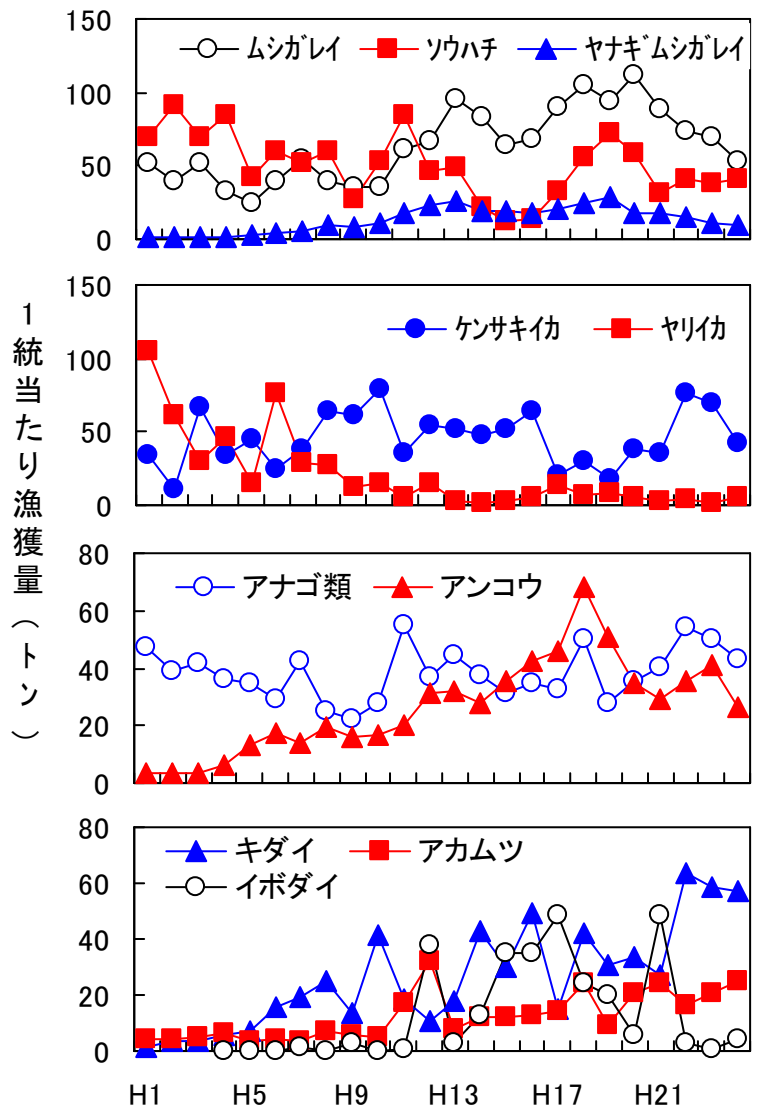 1統当たり漁獲量(トン)
150
100
50
0
ムシガレイ ソウハチ ヤナギムシガレイ
150
100
50
0
ケンサキイカ ヤリイカ
80
60
40
20
0
アナゴ類 アンコウ
80
60
40
20
0
キダイ アカムツ
イボダイ
H1 H5 H9 H13 H17 H21